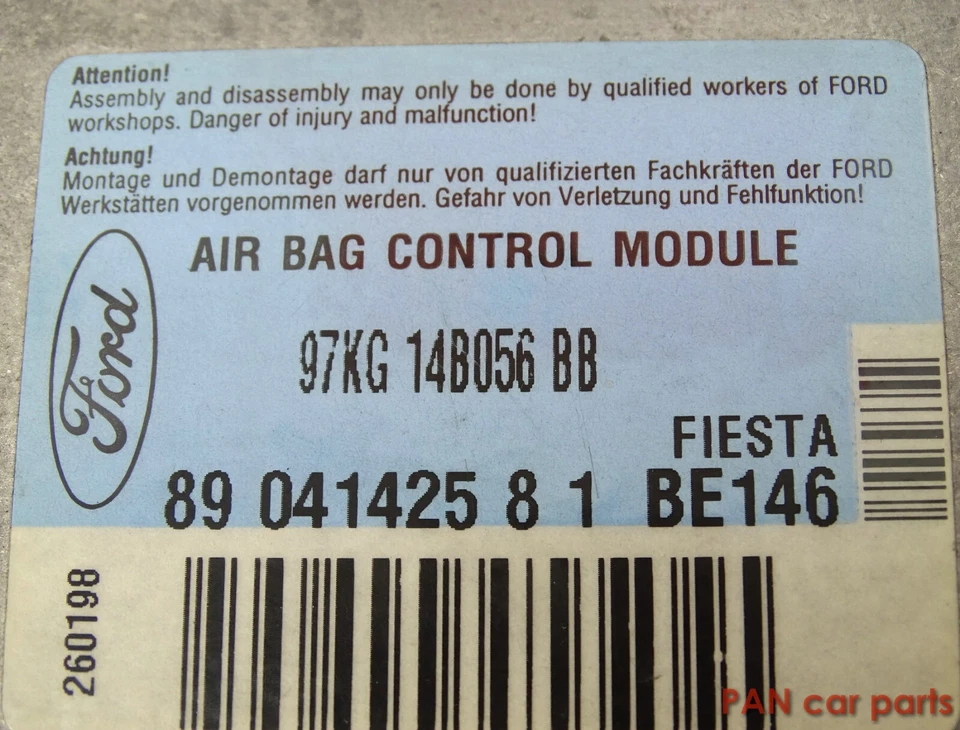 Attention!
Assembly and disassembly may only be done by qualified workers of FORD
workshops. Danger of injury and malfunction!
Achtung!
Montage und Demontage darf nur von qualifizierten Fachkräften der FORD
Werkstätten vorgenommen werden. Gefahr von Verletzung und Fehlfunktion!
Ford
AIR BAG CONTROL MODULE
97KG 14B056 BB
FIESTA
89 041425 8 1 BE146
260198
PAN car parts